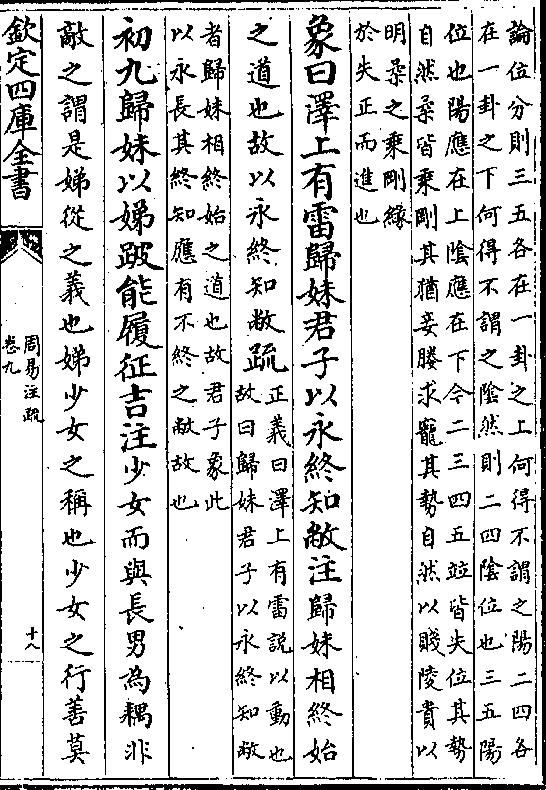 論位分則三五各在一卦之上何得不謂之陽二四各
在一卦之下何得不謂之陰然則二四陰位也三五陽
位也陽應在上陰應在下今二三四五竝皆失位其勢
自然柔皆乘剛其猶妾媵求寵其勢自然以賤陵貴以
明柔之乘剛緣
於失正而進也
象曰澤上有雷歸妹君子以永終知敝注歸妹相終始
之道也故以永終知敝疏
正義曰澤上有雷說以動也
故曰歸妹君子以永終知敝
者歸妹相終始之道也故君子象此
以永長其終知應有不終之敝故也
初九歸妹以娣跛能履征吉注少女而與長男為耦非
敵之謂是娣從之義也娣少女之稱也少女之行善莫
欽定四庫全書
周易注疏
卷九
十八